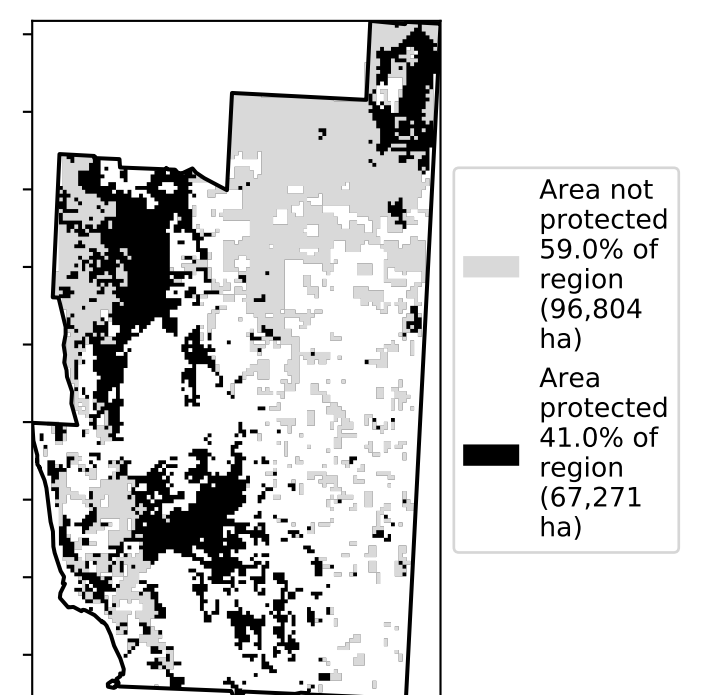 Area not
protected
59.0% of
region
(96,804
ha)
Area
protected
41.0% of
region
(67,271
ha)